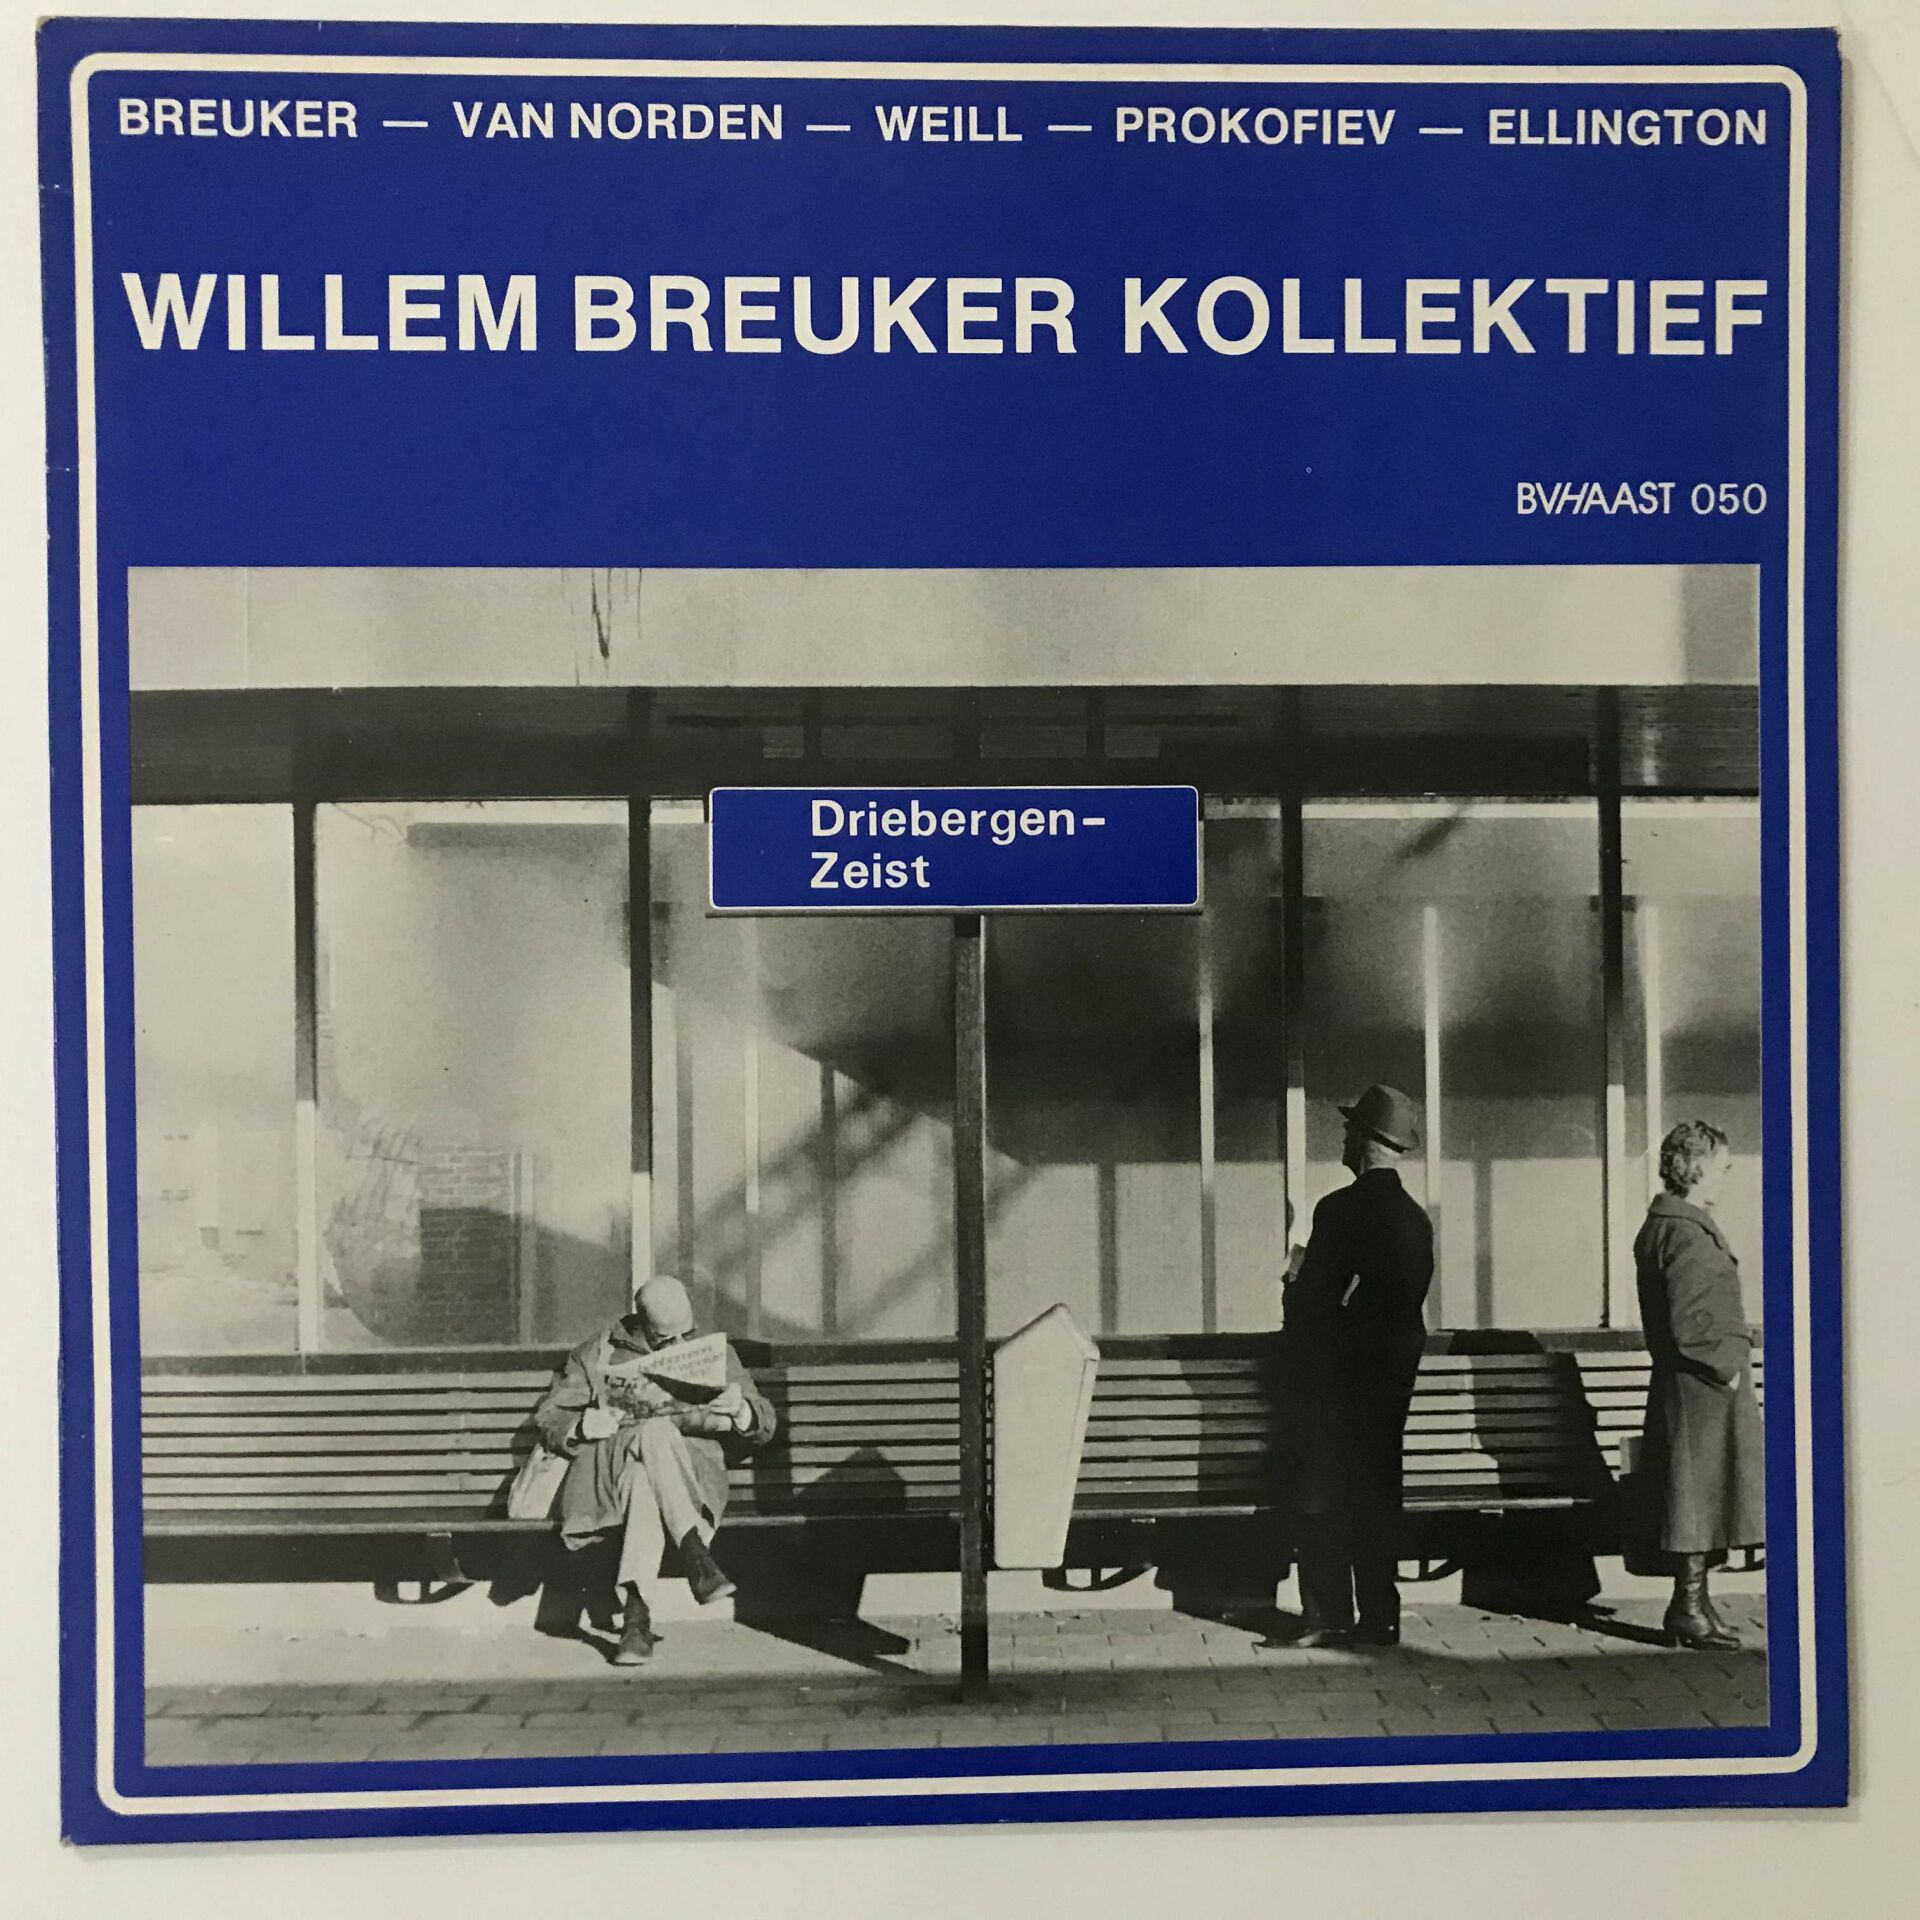 BREUKER — VAN NORDEN — WEILL — PROKOFIEV — ELLINGTON
WILLEM BREUKER KOLLEKTIEF
BVHAAST 050
Driebergen-
Zeist